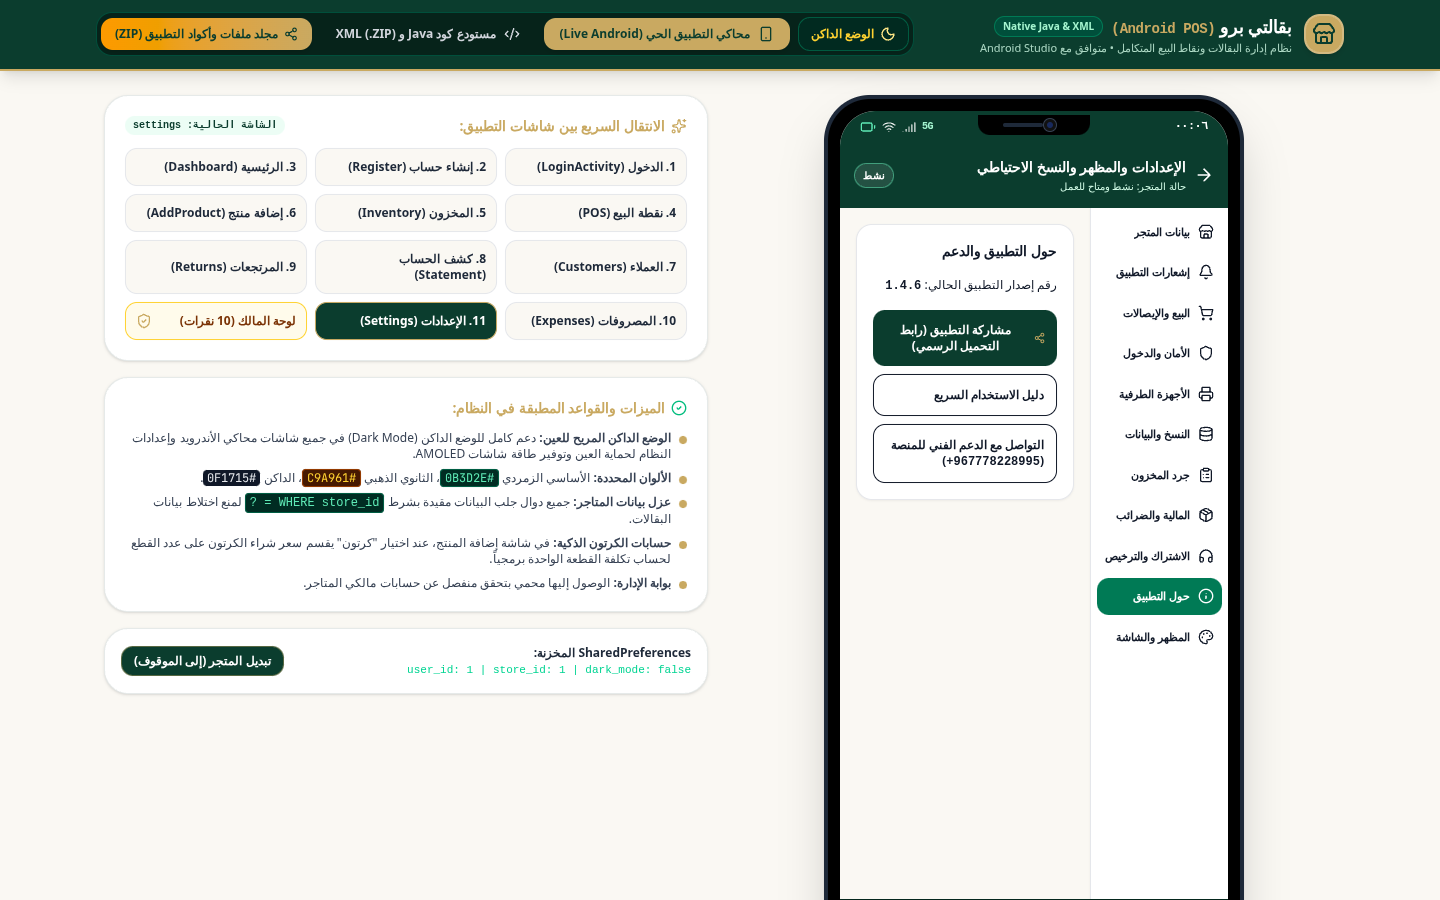 بقالتي برو (Android POS) Native Java & XML
نظام إدارة البقالات ونقاط البيع المتكامل • متوافق مع Android Studio
الوضع الداكن
محاكي التطبيق الحي (Live Android)
مستودع كود Java و XML (.ZIP)
مجلد ملفات وأكواد التطبيق (ZIP)
٠٠:٠٦
5G
الإعدادات والمظهر والنسخ الاحتياطي
حالة المتجر: نشط ومتاح للعمل
نشط
بيانات المتجر
إشعارات التطبيق
البيع والإيصالات
الأمان والدخول
الأجهزة الطرفية
النسخ والبيانات
جرد المخزون
المالية والضرائب
الاشتراك والترخيص
حول التطبيق
المظهر والشاشة
حول التطبيق والدعم
رقم إصدار التطبيق الحالي: 1.4.6
مشاركة التطبيق (رابط
التحميل الرسمي)
دليل الاستخدام السريع
التواصل مع الدعم الفني للمنصة
(+967778228995)
الانتقال السريع بين شاشات التطبيق:
الشاشة الحالية: settings
1. الدخول (LoginActivity)
2. إنشاء حساب (Register)
3. الرئيسية (Dashboard)
4. نقطة البيع (POS)
5. المخزون (Inventory)
6. إضافة منتج (AddProduct)
7. العملاء (Customers)
8. كشف الحساب
(Statement)
9. المرتجعات (Returns)
10. المصروفات (Expenses)
11. الإعدادات (Settings)
لوحة المالك (10 نقرات)
الميزات والقواعد المطبقة في النظام:
الوضع الداكن المريح للعين: دعم كامل للوضع الداكن (Dark Mode) في جميع شاشات محاكي الأندرويد وإعدادات
النظام لحماية العين وتوفير طاقة شاشات AMOLED.
الألوان المحددة: الأساسي الزمردي #0B3D2E، الثانوي الذهبي #C9A961، الداكن #0F1715.
عزل بيانات المتاجر: جميع دوال جلب البيانات مقيدة بشرط WHERE store_id = ? لمنع اختلاط بيانات
البقالات.
حسابات الكرتون الذكية: في شاشة إضافة المنتج، عند اختيار "كرتون" يقسم سعر شراء الكرتون على عدد القطع
لحساب تكلفة القطعة الواحدة برمجياً.
بوابة الإدارة: الوصول إليها محمي بتحقق منفصل عن حسابات مالكي المتاجر.
SharedPreferences المخزنة:
user_id: 1 | store_id: 1 | dark_mode: false
تبديل المتجر (إلى الموقوف)